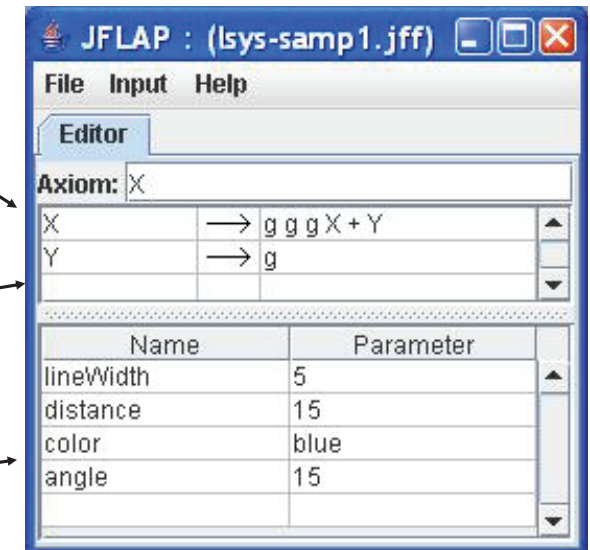 JFLAP : (lsys-samp1.jff)
File Input Help
Editor
Axiom: X
X → g g g X + Y
Y → g
Name Parameter
lineWidth 5
distance 15
color blue
angle 15